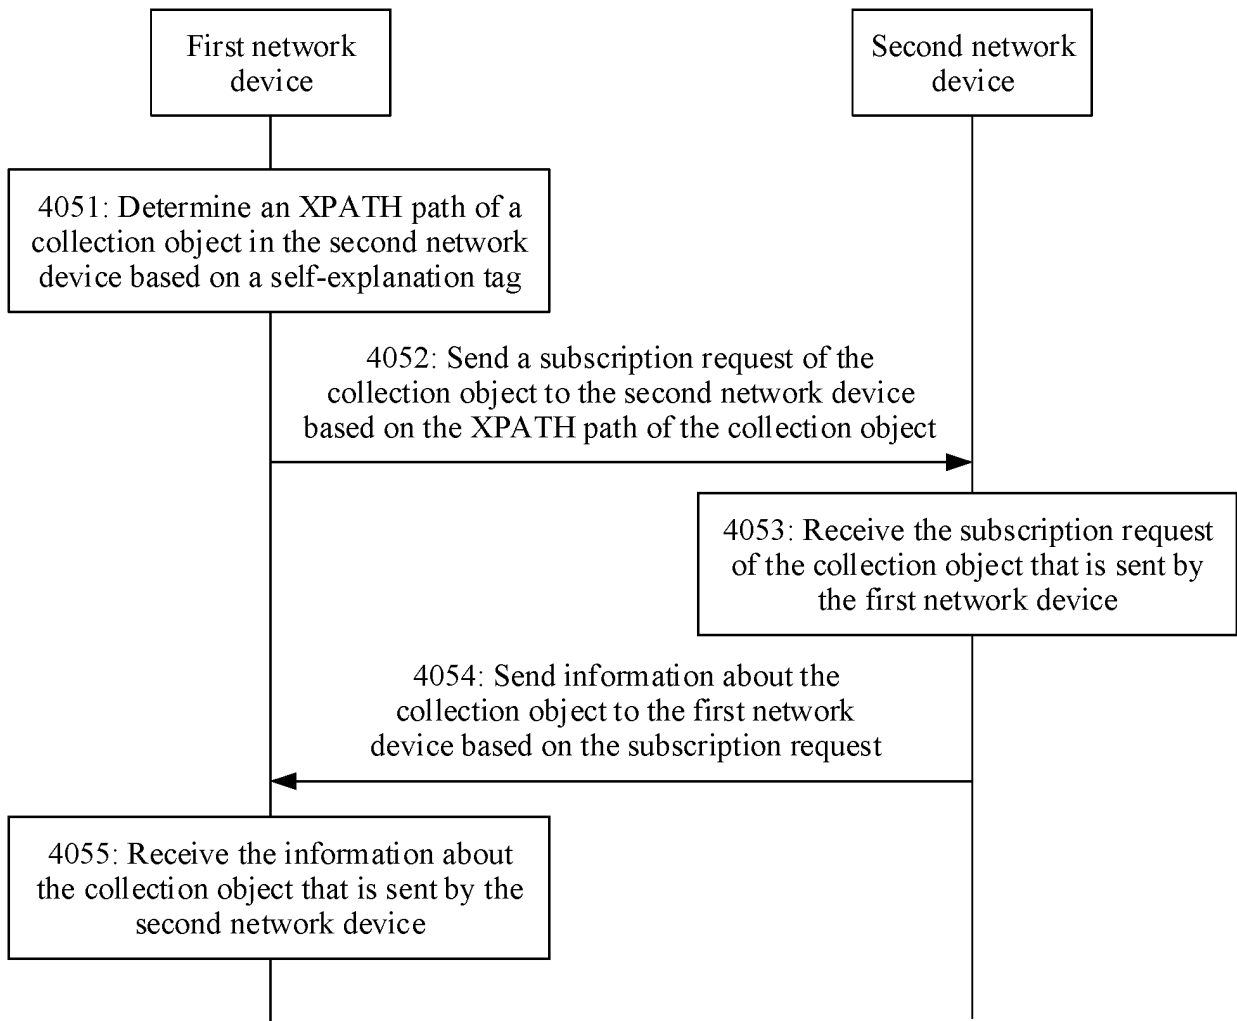 First network
device
Second network
device
4051: Determine an XPATH path of a
collection object in the second network
device based on a self-explanation tag
4052: Send a subscription request of the
collection object to the second network device
based on the XPATH path of the collection object
4053: Receive the subscription request
of the collection object that is sent by
the first network device
4054: Send information about the
collection object to the first network
device based on the subscription request
4055: Receive the information about
the collection object that is sent by the
second network device